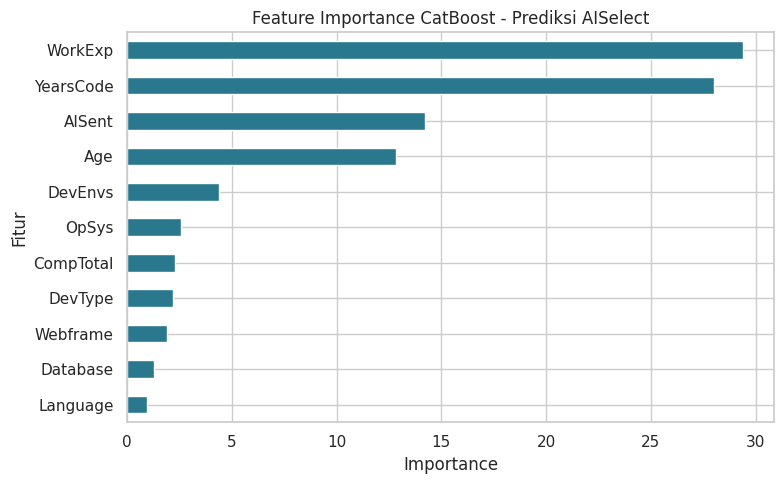 Feature Importance CatBoost - Prediksi AISelect
WorkExp
YearsCode
AISent
Age
DevEnvs
OpSys
CompTotal
DevType
Webframe
Database
Language
Fitur
0 5 10 15 20 25 30
Importance